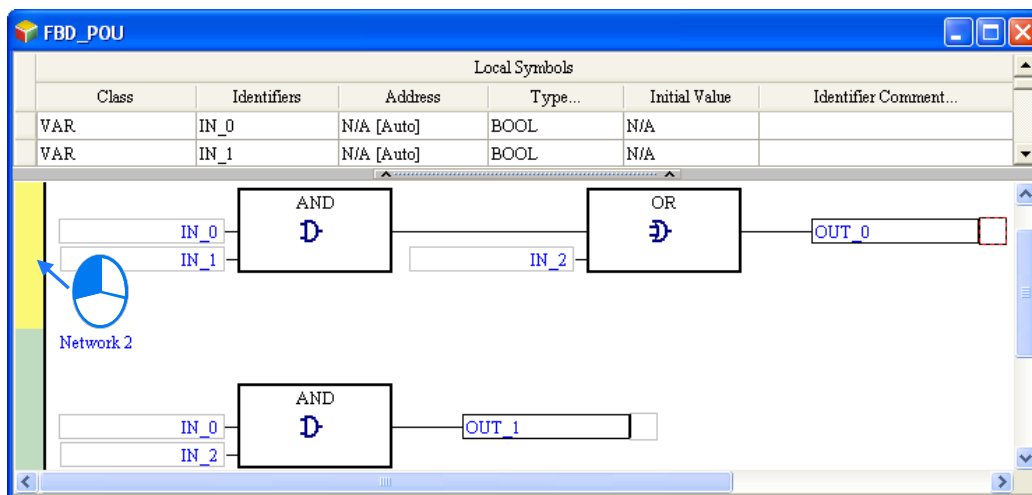 FBD_POU
Local Symbols
Class Identifiers Address Type... Initial Value Identifier Comment...
VAR IN_0 N/A [Auto] BOOL N/A
VAR IN_1 N/A [Auto] BOOL N/A
AND OR
IN_0 OUT_0
IN_1 IN_2
Network 2
AND
IN_0 OUT_1
IN_2